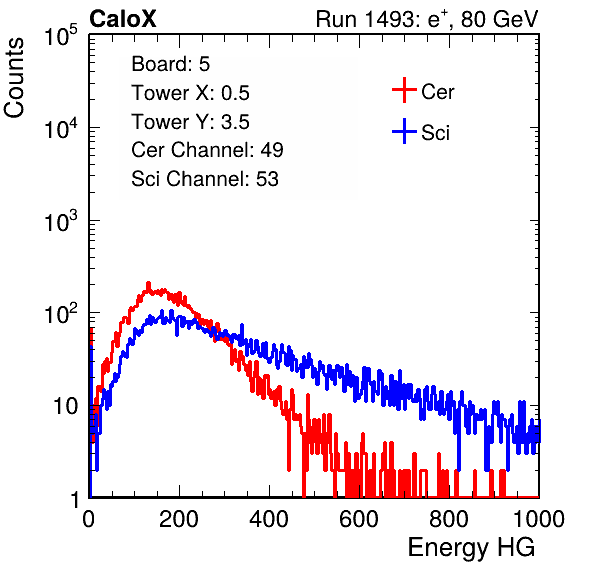 CaloX Run 1493: e⁺, 80 GeV
Counts
10⁵
10⁴
10³
10²
10
1
Board: 5
Tower X: 0.5
Tower Y: 3.5
Cer Channel: 49
Sci Channel: 53
Cer
Sci
0 200 400 600 800 1000
Energy HG